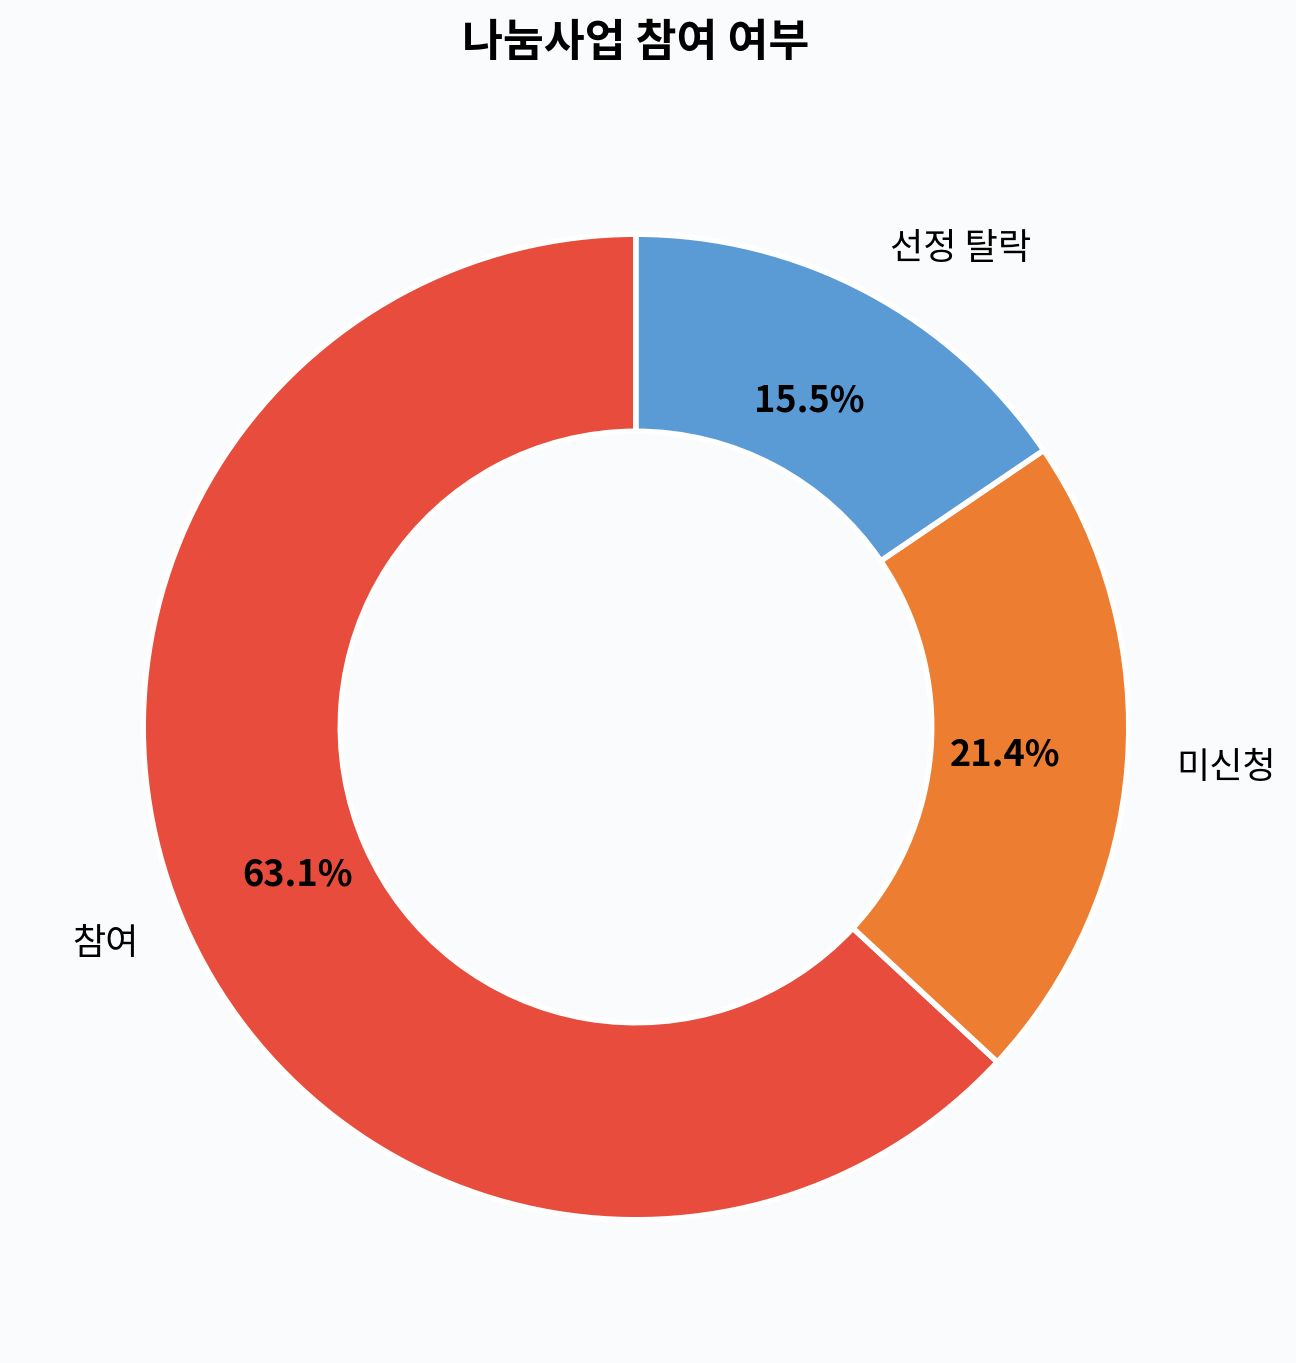 나눔사업 참여 여부
선정 탈락
15.5%
21.4%
미신청
63.1%
참여